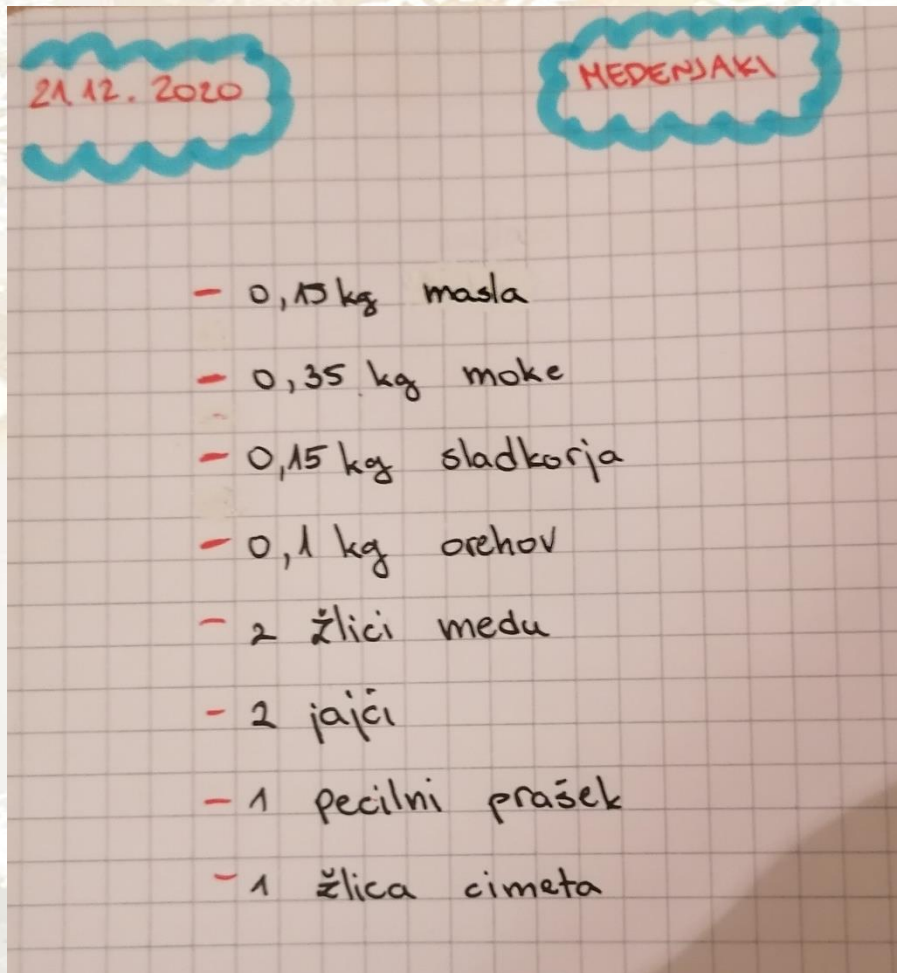 21.12.2020
MEDENJAKI
- 0,15 kg masla
- 0,35 kg moke
- 0,15 kg sladkorja
- 0,1 kg orehov
- 2 žlici medu
- 2 jajci
- 1 pecilni prašek
- 1 žlica cimeta